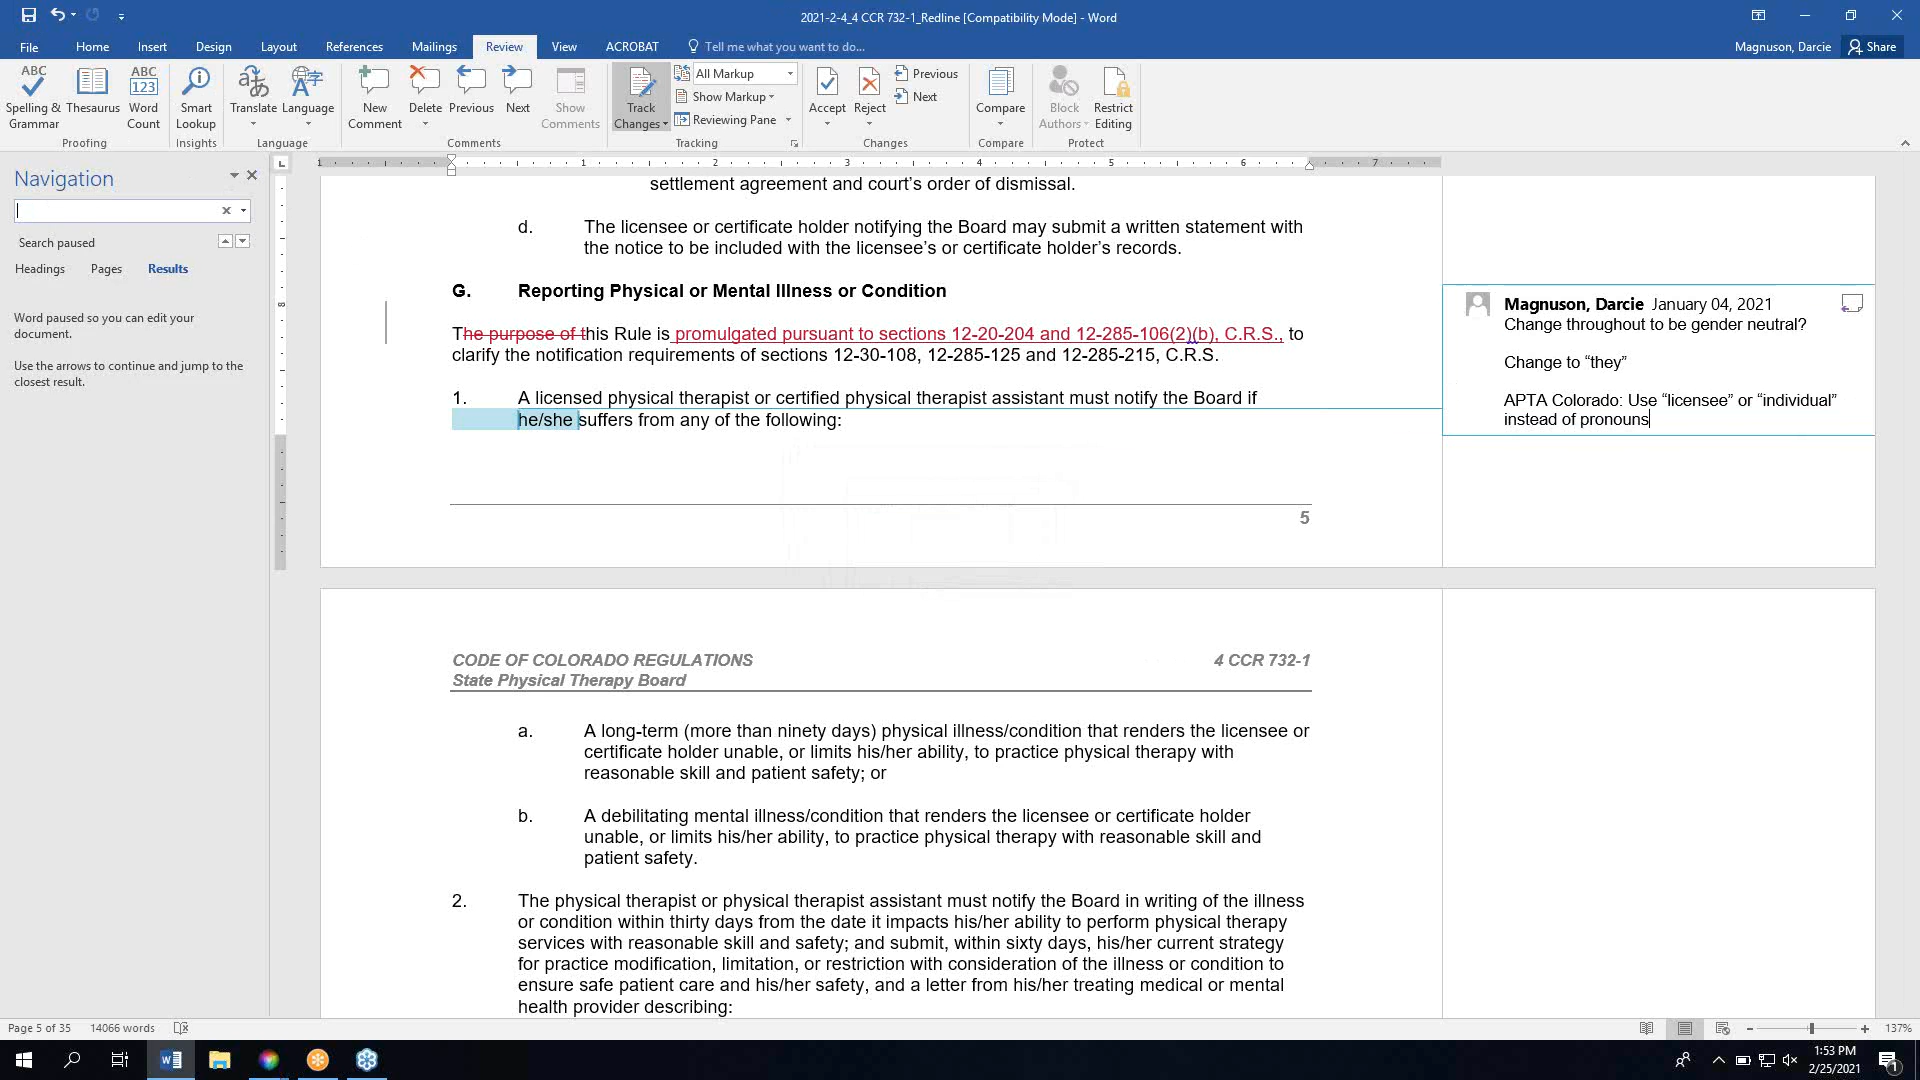 2021-2-4_4 CCR 732-1_Redline [Compatibility Mode] - Word
File Home Insert Design Layout References Mailings Review View ACROBAT Tell me what you want to do... Magnuson, Darcie Share
ABC Spelling & Grammar
Thesaurus
ABC 123 Word Count
Proofing
Smart Lookup
Insights
Translate
Language
Language
New Comment
Delete
Previous
Next
Show Comments
Comments
Track Changes
All Markup
Show Markup
Reviewing Pane
Tracking
Accept
Reject
Previous
Next
Changes
Compare
Compare
Block Authors
Restrict Editing
Protect
Navigation
Search paused
Headings Pages Results
Word paused so you can edit your
document.
Use the arrows to continue and jump to the
closest result.
1 1 2 3 4 5 6 7
8
settlement agreement and court’s order of dismissal.
d. The licensee or certificate holder notifying the Board may submit a written statement with
the notice to be included with the licensee’s or certificate holder’s records.
G. Reporting Physical or Mental Illness or Condition
The purpose of this Rule is promulgated pursuant to sections 12-20-204 and 12-285-106(2)(b), C.R.S., to
clarify the notification requirements of sections 12-30-108, 12-285-125 and 12-285-215, C.R.S.
1. A licensed physical therapist or certified physical therapist assistant must notify the Board if
he/she suffers from any of the following:
5
Magnuson, Darcie January 04, 2021
Change throughout to be gender neutral?
Change to “they”
APTA Colorado: Use “licensee” or “individual”
instead of pronouns
CODE OF COLORADO REGULATIONS 4 CCR 732-1
State Physical Therapy Board
a. A long-term (more than ninety days) physical illness/condition that renders the licensee or
certificate holder unable, or limits his/her ability, to practice physical therapy with
reasonable skill and patient safety; or
b. A debilitating mental illness/condition that renders the licensee or certificate holder
unable, or limits his/her ability, to practice physical therapy with reasonable skill and
patient safety.
2. The physical therapist or physical therapist assistant must notify the Board in writing of the illness
or condition within thirty days from the date it impacts his/her ability to perform physical therapy
services with reasonable skill and safety; and submit, within sixty days, his/her current strategy
for practice modification, limitation, or restriction with consideration of the illness or condition to
ensure safe patient care and his/her safety, and a letter from his/her treating medical or mental
health provider describing:
Page 5 of 35 14066 words 137%
1:53 PM
2/25/2021
1